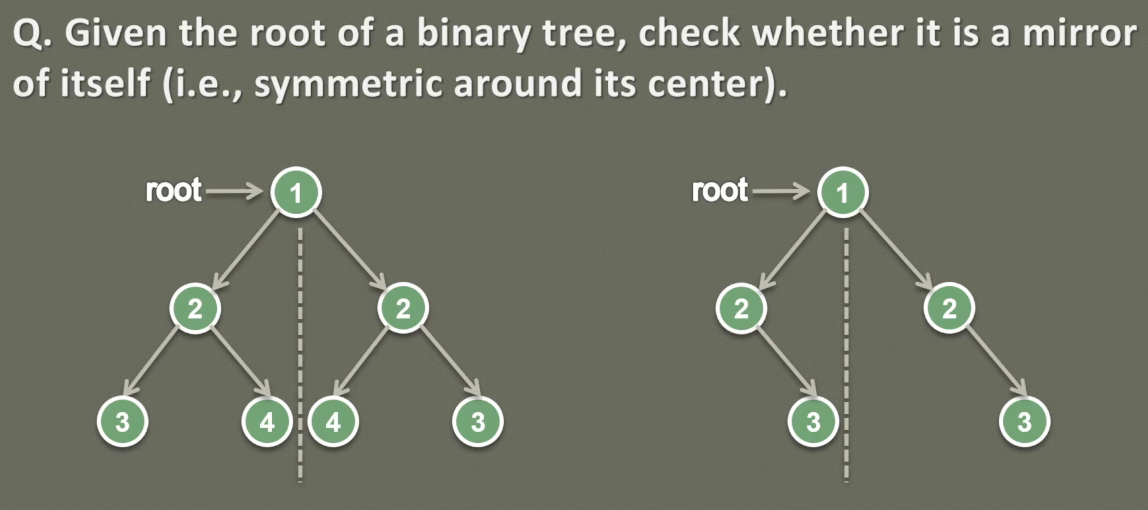 Q. Given the root of a binary tree, check whether it is a mirror
of itself (i.e., symmetric around its center).
root 1
2 2
3 4 4 3
root 1
2 2
3 3